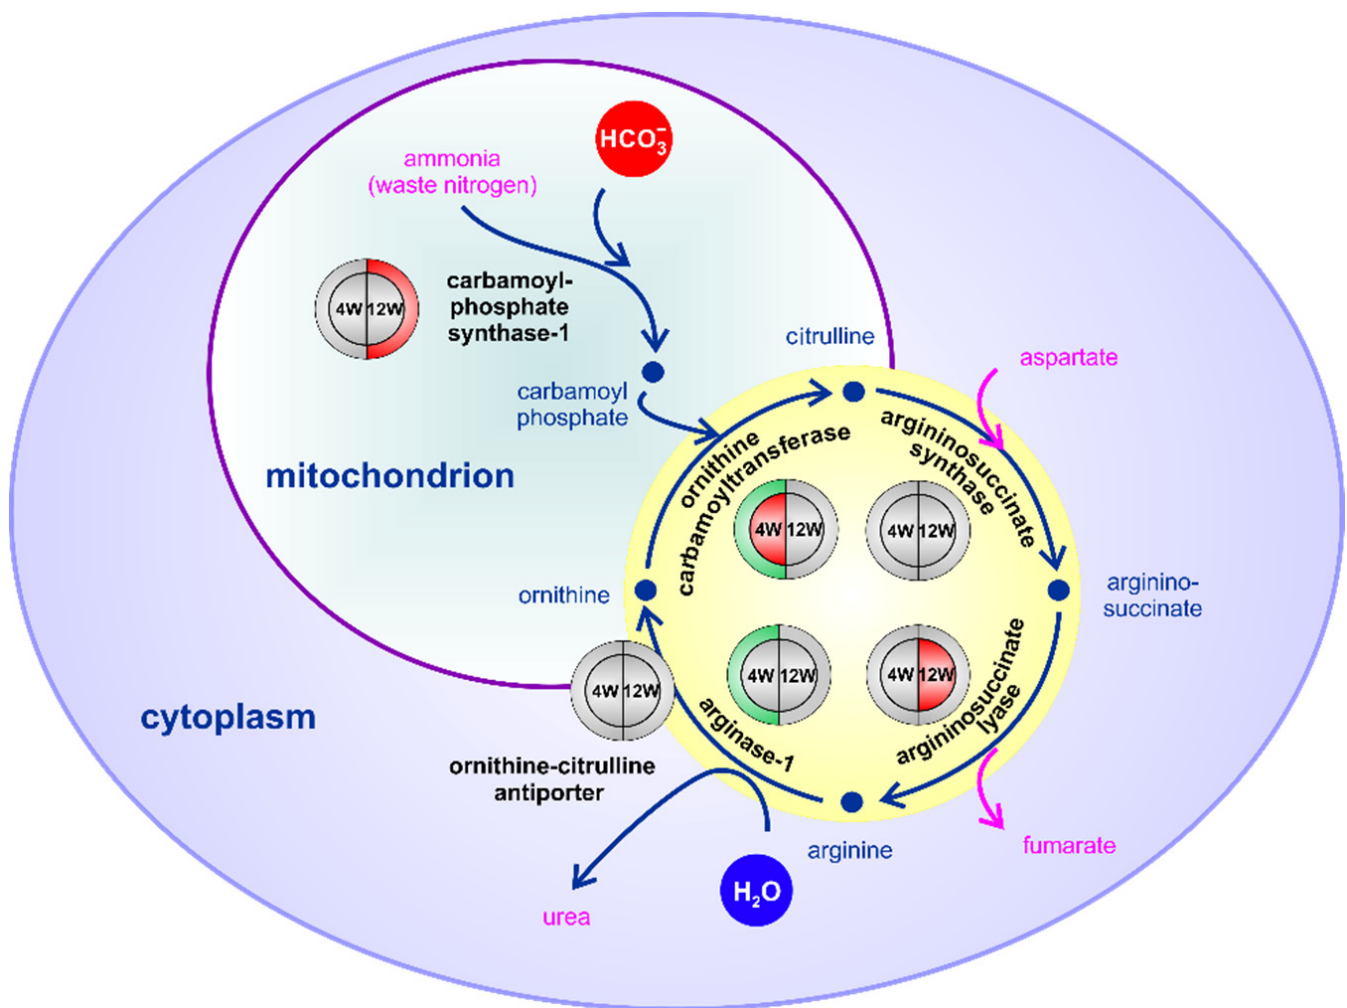 HCO₃⁻
ammonia
(waste nitrogen)
4W 12W
carbamoyl-
phosphate
synthase-1
citrulline
aspartate
carbamoyl
phosphate
ornithine
carbamoyltransferase
argininosuccinate
synthase
mitochondrion
4W 12W
4W 12W
ornithine
arginino-
succinate
4W 12W
4W 12W
4W 12W
argininosuccinate
lyase
arginase-1
cytoplasm
ornithine-citrulline
antiporter
arginine
fumarate
H₂O
urea